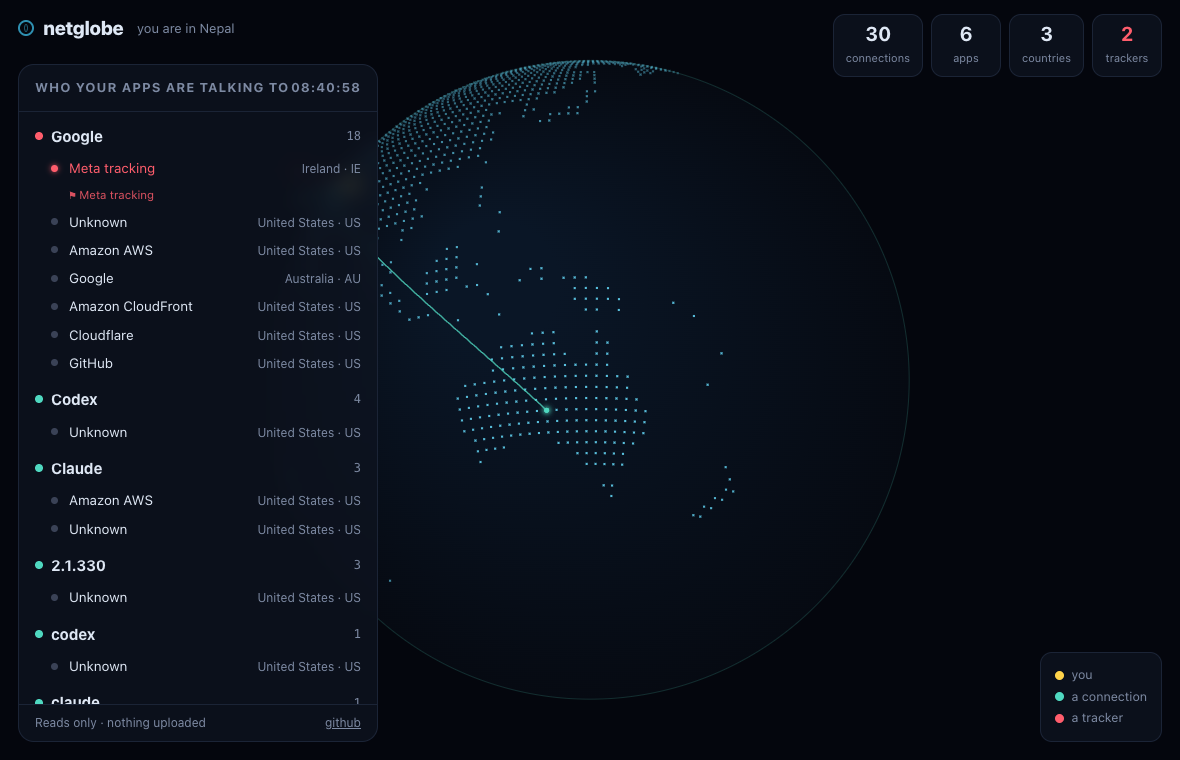 netglobe you are in Nepal
30 connections
6 apps
3 countries
2 trackers
WHO YOUR APPS ARE TALKING TO 08:40:58
Google 18
Meta tracking Ireland · IE
⚑ Meta tracking
Unknown United States · US
Amazon AWS United States · US
Google Australia · AU
Amazon CloudFront United States · US
Cloudflare United States · US
GitHub United States · US
Codex 4
Unknown United States · US
Claude 3
Amazon AWS United States · US
Unknown United States · US
2.1.330 3
Unknown United States · US
codex 1
Unknown United States · US
claude 1
Reads only · nothing uploaded github
you
a connection
a tracker